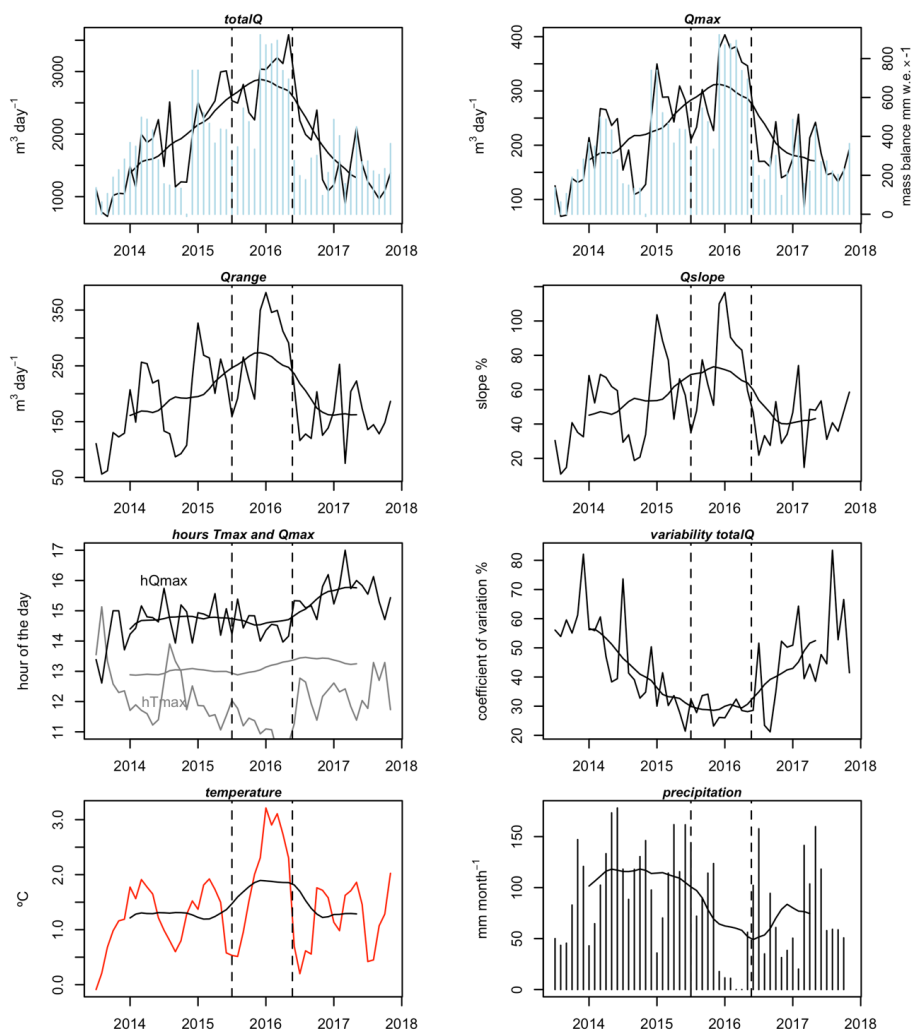 totalQ
m³ day⁻¹
1000 2000 3000
2014 2015 2016 2017 2018
Qmax
m³ day⁻¹
100 150 200 250 300 350 400
mass balance mm w.e. x -1
0 200 400 600 800
2014 2015 2016 2017 2018
Qrange
m³ day⁻¹
50 150 250 350
2014 2015 2016 2017 2018
Qslope
slope %
20 40 60 80 100
2014 2015 2016 2017 2018
hours Tmax and Qmax
hour of the day
11 12 13 14 15 16 17
hQmax
hTmax
2014 2015 2016 2017 2018
variability totalQ
coefficient of variation %
20 30 40 50 60 70 80
2014 2015 2016 2017 2018
temperature
ºC
0.0 1.0 2.0 3.0
2014 2015 2016 2017 2018
precipitation
mm month⁻¹
0 50 100 150
2014 2015 2016 2017 2018